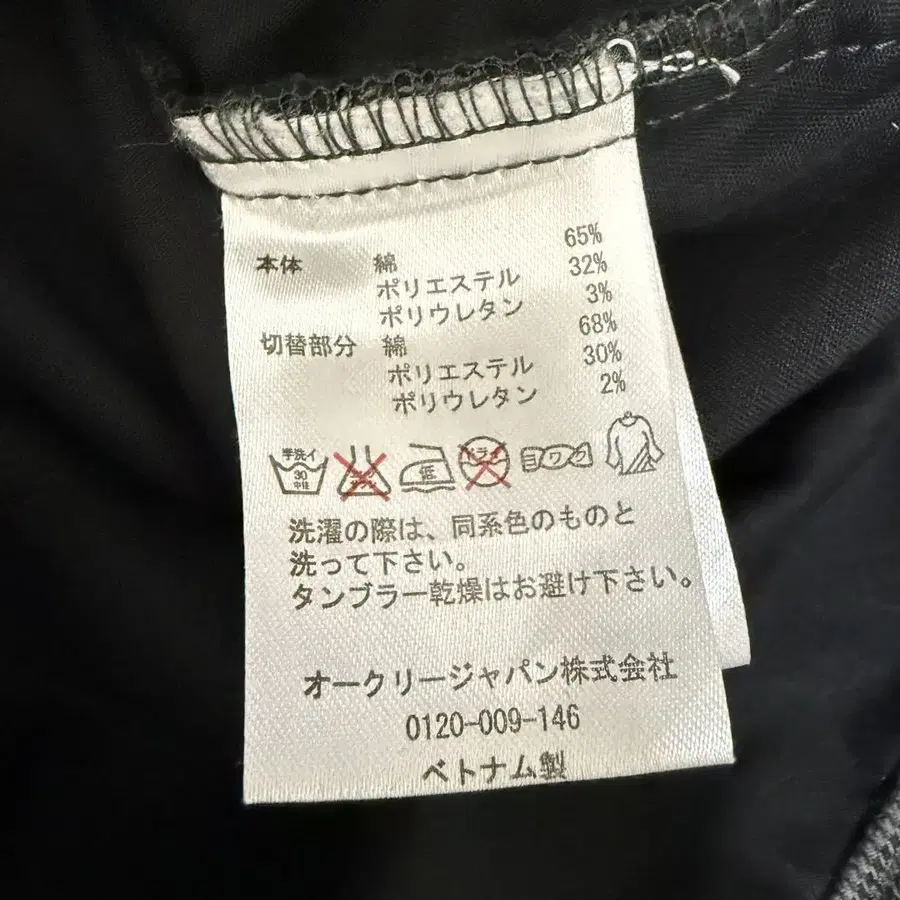 本体 綿 65%
ポリエステル 32%
ポリウレタン 3%
切替部分 綿 68%
ポリエステル 30%
ポリウレタン 2%
手洗イ
30
中性
低
ドライ
洗濯の際は、同系色のものと
洗って下さい。
タンブラー乾燥はお避け下さい。
オークリージャパン株式会社
0120-009-146
ベトナム製